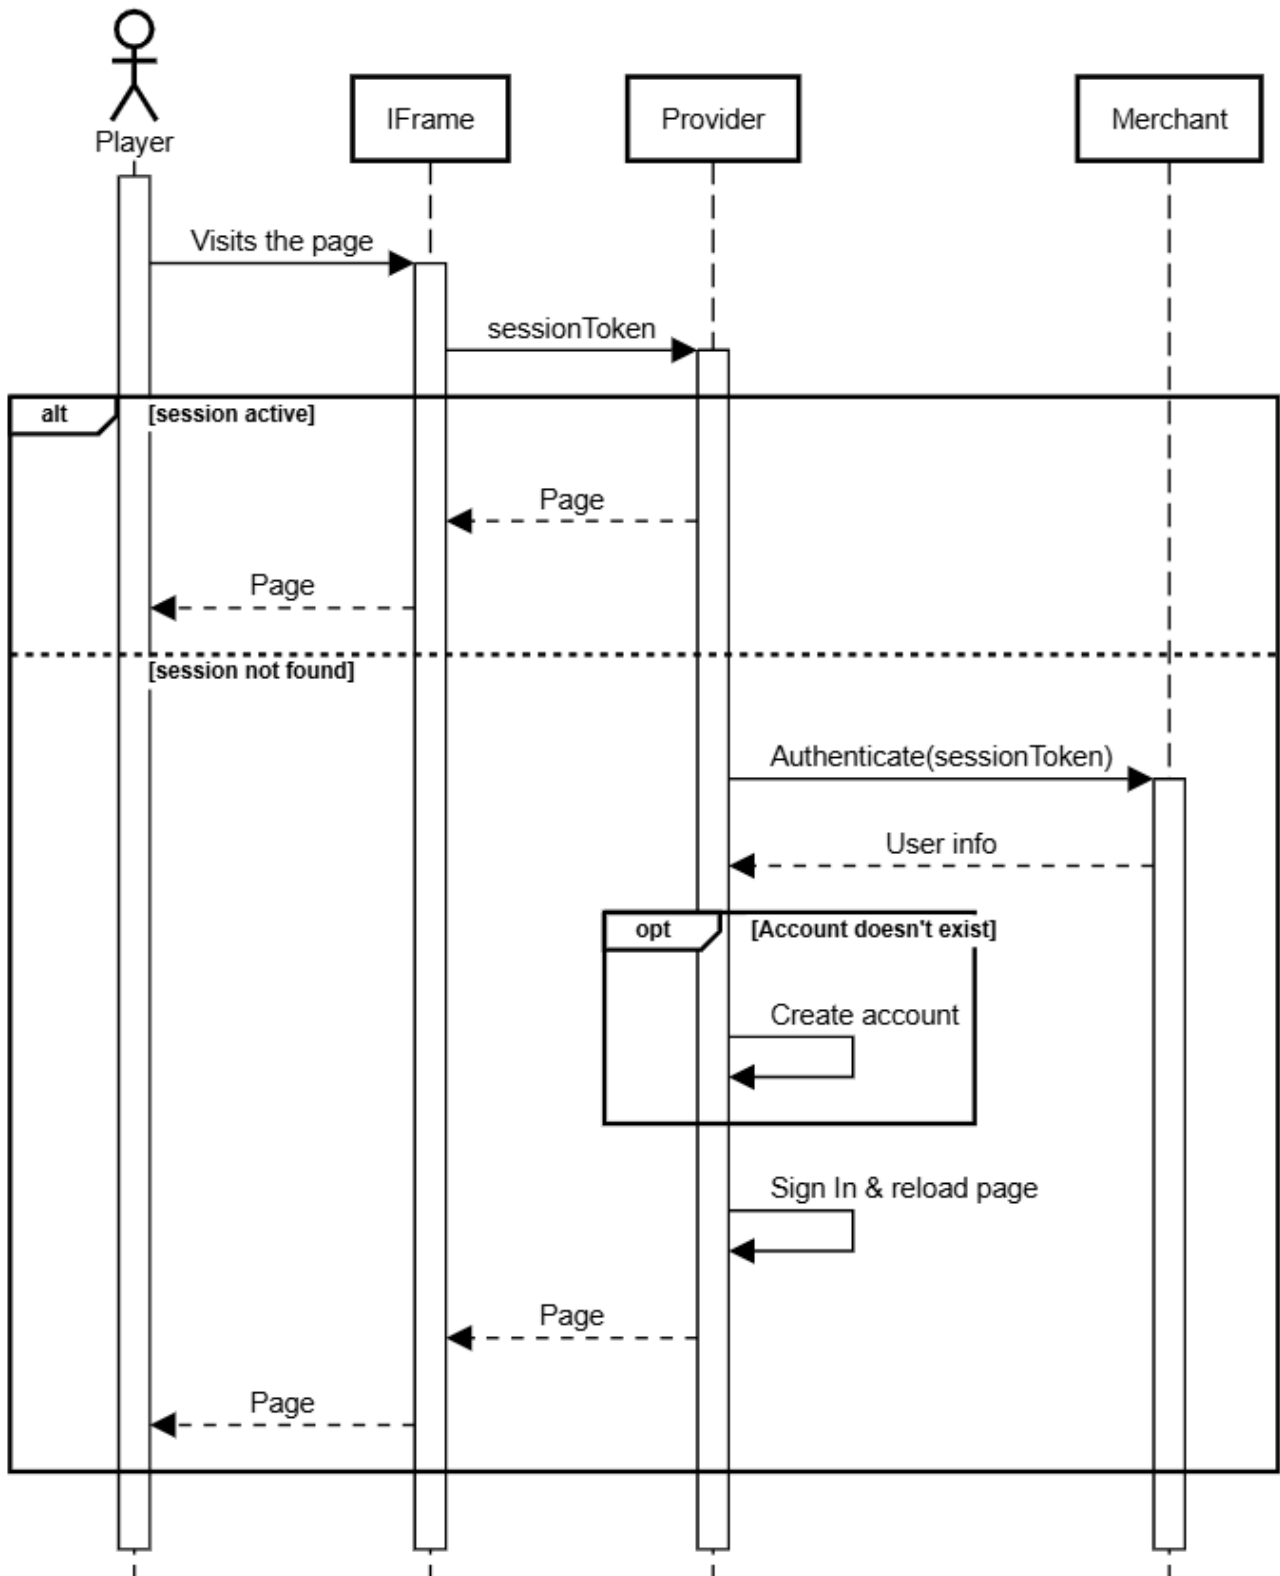 Player
IFrame
Provider
Merchant
Visits the page
sessionToken
alt
[session active]
Page
Page
[session not found]
Authenticate(sessionToken)
User info
opt
[Account doesn't exist]
Create account
Sign In & reload page
Page
Page